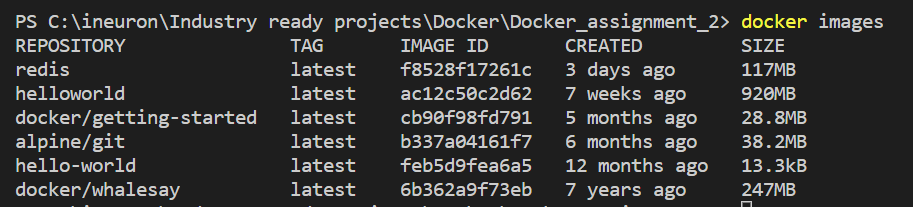 PS C:\ineuron\Industry ready projects\Docker\Docker_assignment_2> docker images
REPOSITORY TAG IMAGE ID CREATED SIZE
redis latest f8528f17261c 3 days ago 117MB
helloworld latest ac12c50c2d62 7 weeks ago 920MB
docker/getting-started latest cb90f98fd791 5 months ago 28.8MB
alpine/git latest b337a04161f7 6 months ago 38.2MB
hello-world latest feb5d9fea6a5 12 months ago 13.3kB
docker/whalesay latest 6b362a9f73eb 7 years ago 247MB